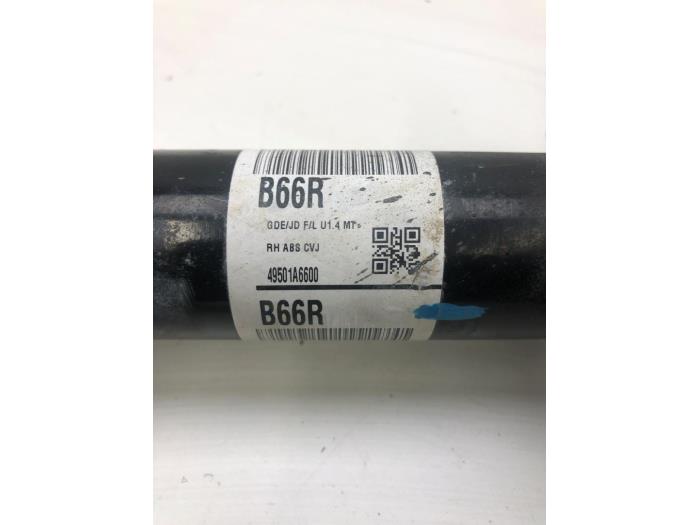 B66R
GDE/JD F/L U1.4 MT
RH ABS CVJ
49501A6600
B66R